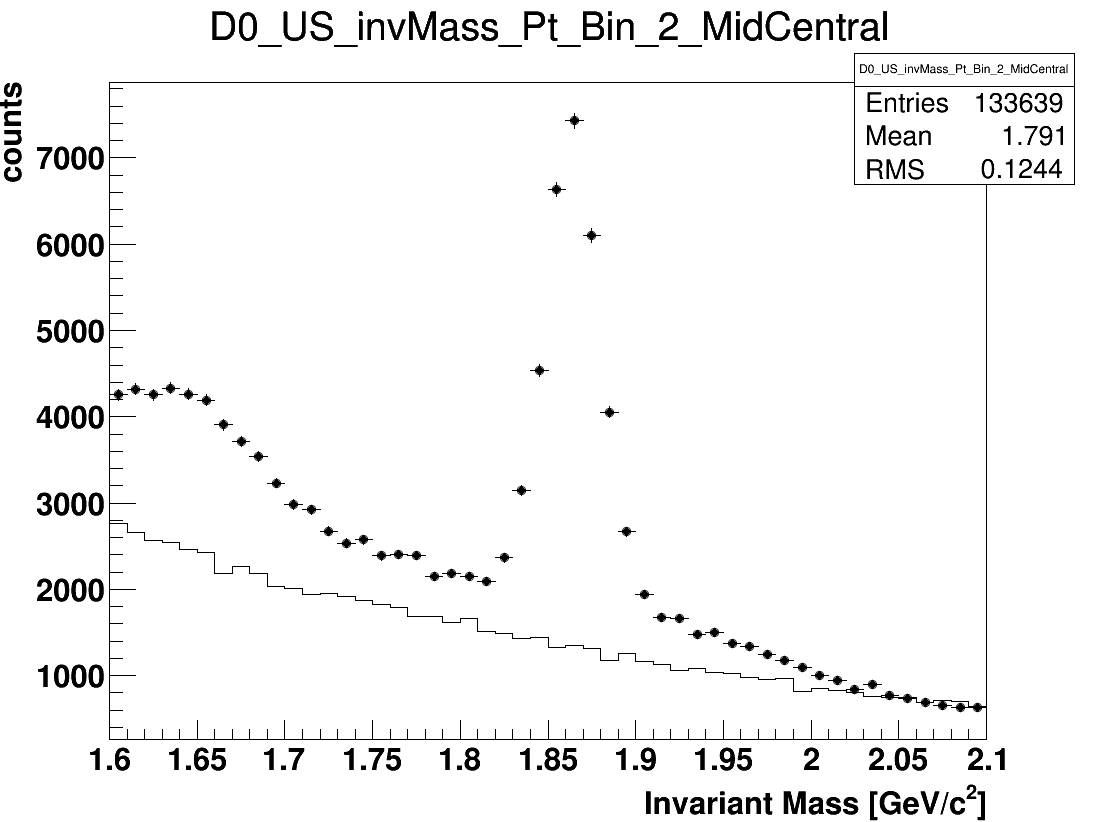 D0_US_invMass_Pt_Bin_2_MidCentral
D0_US_invMass_Pt_Bin_2_MidCentral
Entries 133639
Mean 1.791
RMS 0.1244
counts
7000
6000
5000
4000
3000
2000
1000
1.6 1.65 1.7 1.75 1.8 1.85 1.9 1.95 2 2.05 2.1
Invariant Mass [GeV/c²]